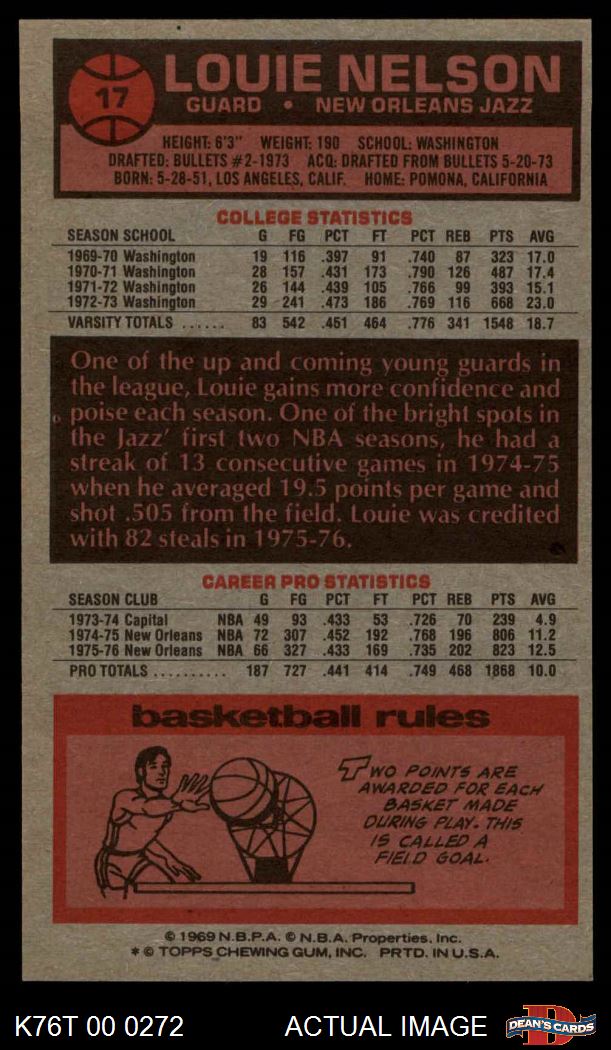 17
LOUIE NELSON
GUARD • NEW ORLEANS JAZZ
HEIGHT: 6'3" WEIGHT: 190 SCHOOL: WASHINGTON
DRAFTED: BULLETS #2-1973 ACQ: DRAFTED FROM BULLETS 5-20-73
BORN: 5-28-51, LOS ANGELES, CALIF. HOME: POMONA, CALIFORNIA
COLLEGE STATISTICS
SEASON SCHOOL G FG PCT FT PCT REB PTS AVG
1969-70 Washington 19 116 .397 91 .740 87 323 17.0
1970-71 Washington 28 157 .431 173 .790 126 487 17.4
1971-72 Washington 26 144 .439 105 .766 99 393 15.1
1972-73 Washington 29 241 .473 186 .769 116 668 23.0
VARSITY TOTALS ...... 83 542 .451 464 .776 341 1548 18.7
One of the up and coming young guards in
the league, Louie gains more confidence and
poise each season. One of the bright spots in
the Jazz' first two NBA seasons, he had a
streak of 13 consecutive games in 1974-75
when he averaged 19.5 points per game and
shot .505 from the field. Louie was credited
with 82 steals in 1975-76.
CAREER PRO STATISTICS
SEASON CLUB G FG PCT FT PCT REB PTS AVG
1973-74 Capital NBA 49 93 .433 53 .726 70 239 4.9
1974-75 New Orleans NBA 72 307 .452 192 .768 196 806 11.2
1975-76 New Orleans NBA 66 327 .433 169 .735 202 823 12.5
PRO TOTALS .......... 187 727 .441 414 .749 468 1868 10.0
basketball rules
TWO POINTS ARE
AWARDED FOR EACH
BASKET MADE
DURING PLAY. THIS
IS CALLED A
FIELD GOAL.
© 1969 N.B.P.A. © N.B.A. Properties, Inc.
* © TOPPS CHEWING GUM, INC. PRTD. IN U.S.A.
K76T 00 0272 ACTUAL IMAGE D DEAN'S CARDS